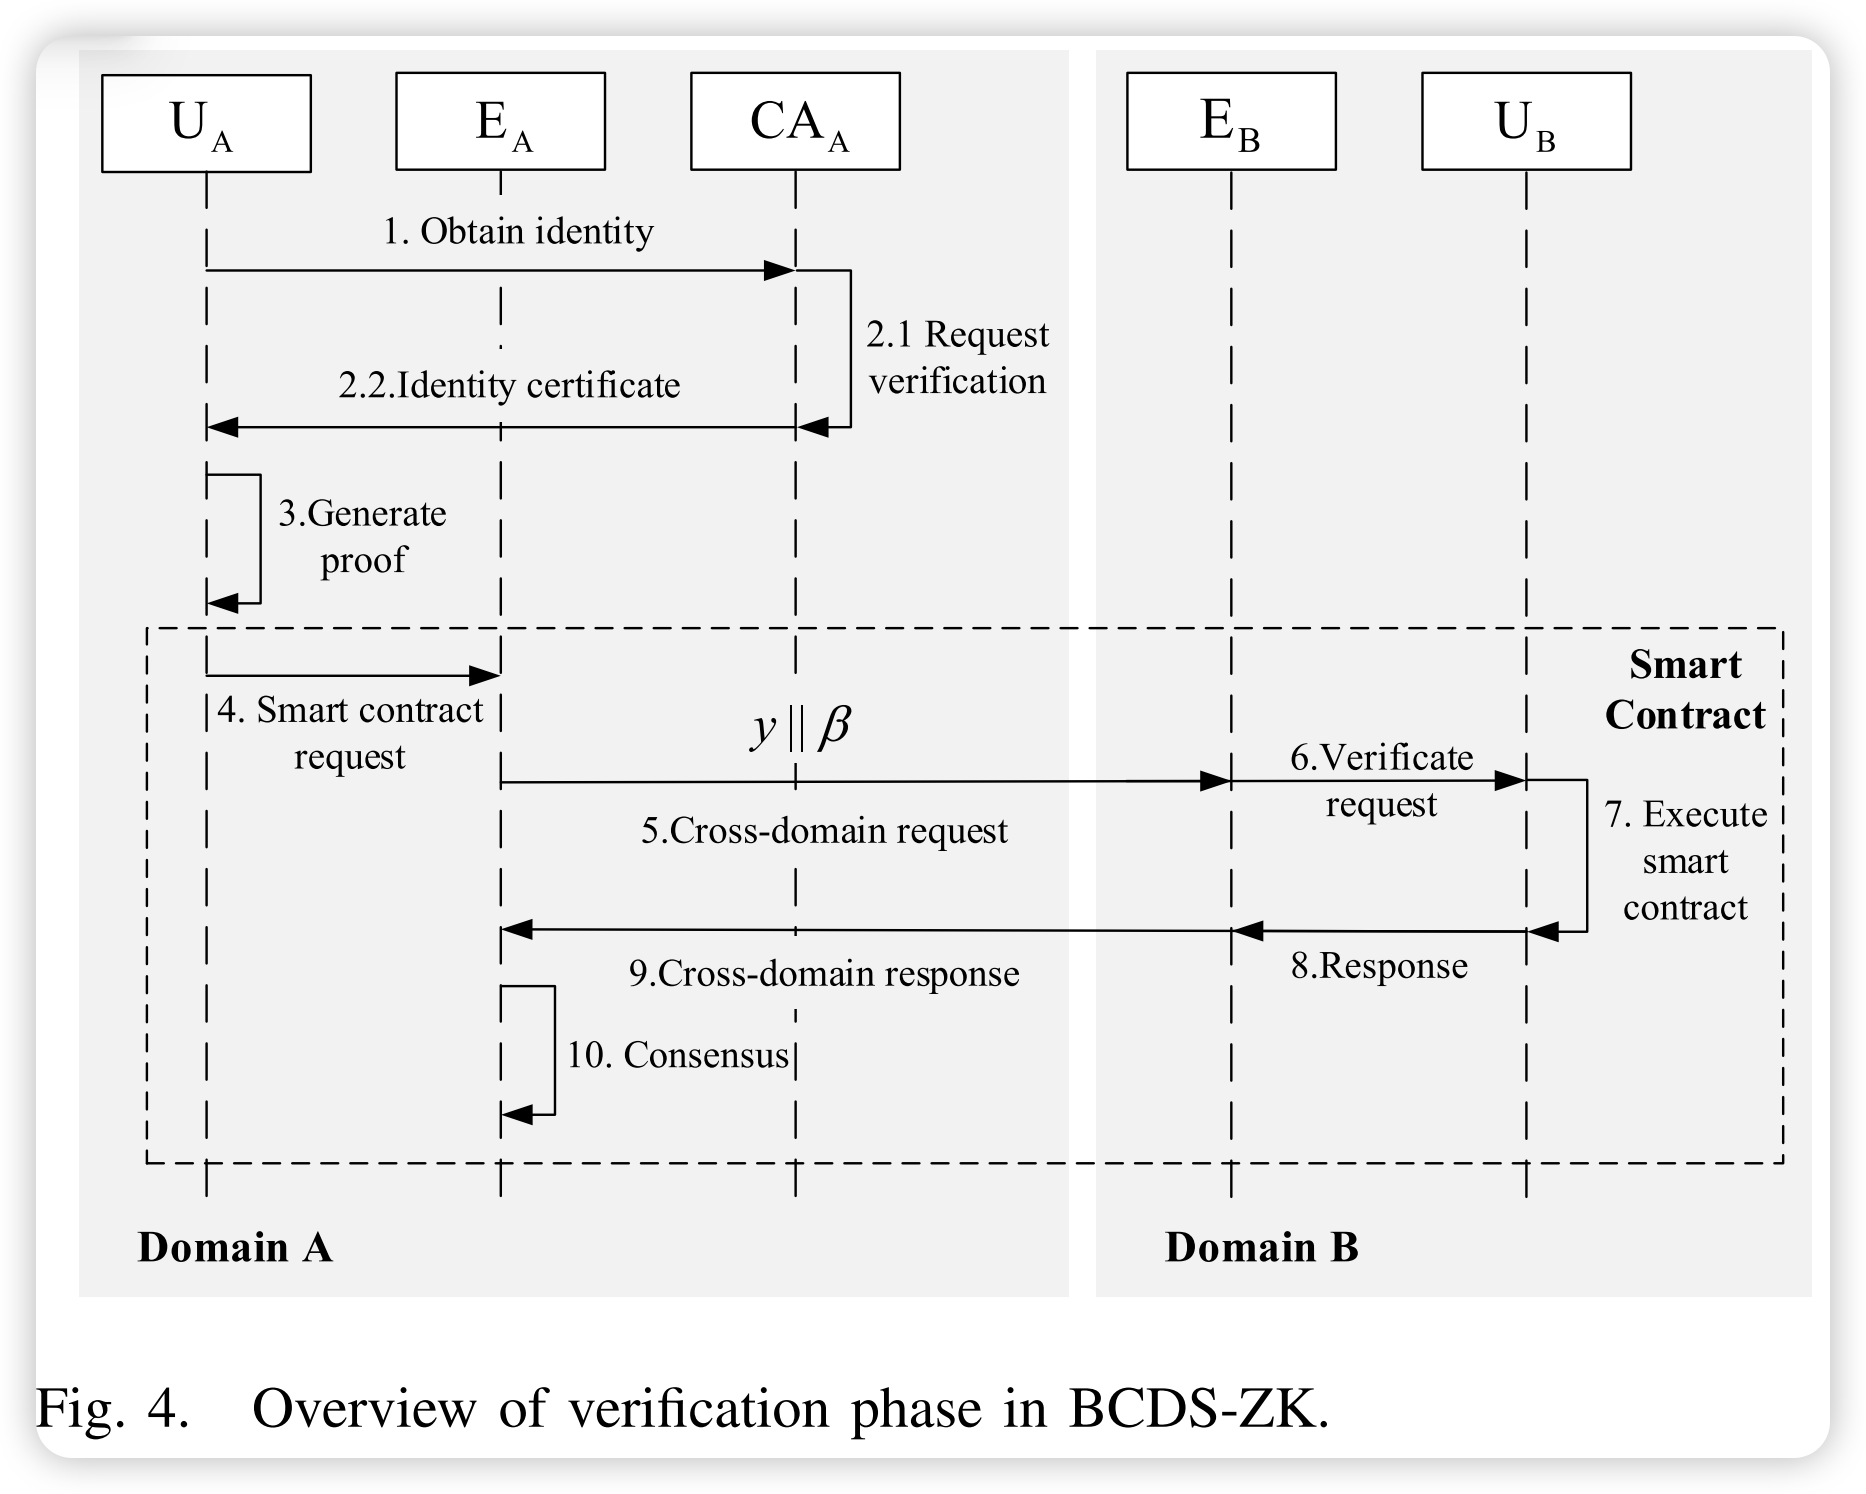 U_A
E_A
CA_A
E_B
U_B
1. Obtain identity
2.1 Request
verification
2.2.Identity certificate
3.Generate
proof
Smart
Contract
4. Smart contract
request
y || β
5.Cross-domain request
6.Verificate
request
7. Execute
smart
contract
8.Response
9.Cross-domain response
10. Consensus
Domain A
Domain B
Fig. 4. Overview of verification phase in BCDS-ZK.